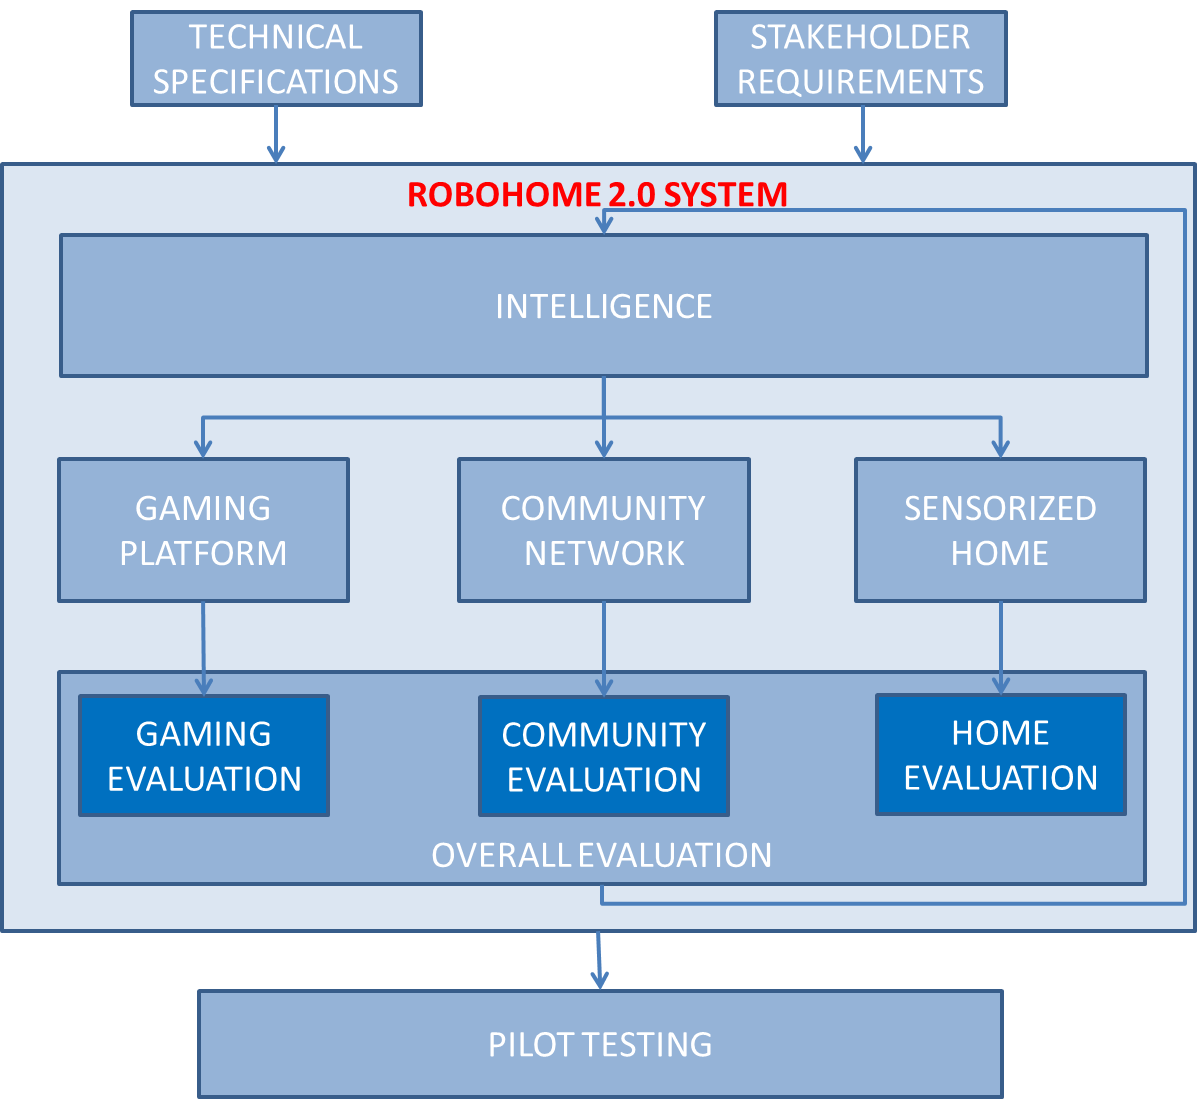 TECHNICAL
SPECIFICATIONS
STAKEHOLDER
REQUIREMENTS
ROBOHOME 2.0 SYSTEM
INTELLIGENCE
GAMING
PLATFORM
COMMUNITY
NETWORK
SENSORIZED
HOME
GAMING
EVALUATION
COMMUNITY
EVALUATION
HOME
EVALUATION
OVERALL EVALUATION
PILOT TESTING